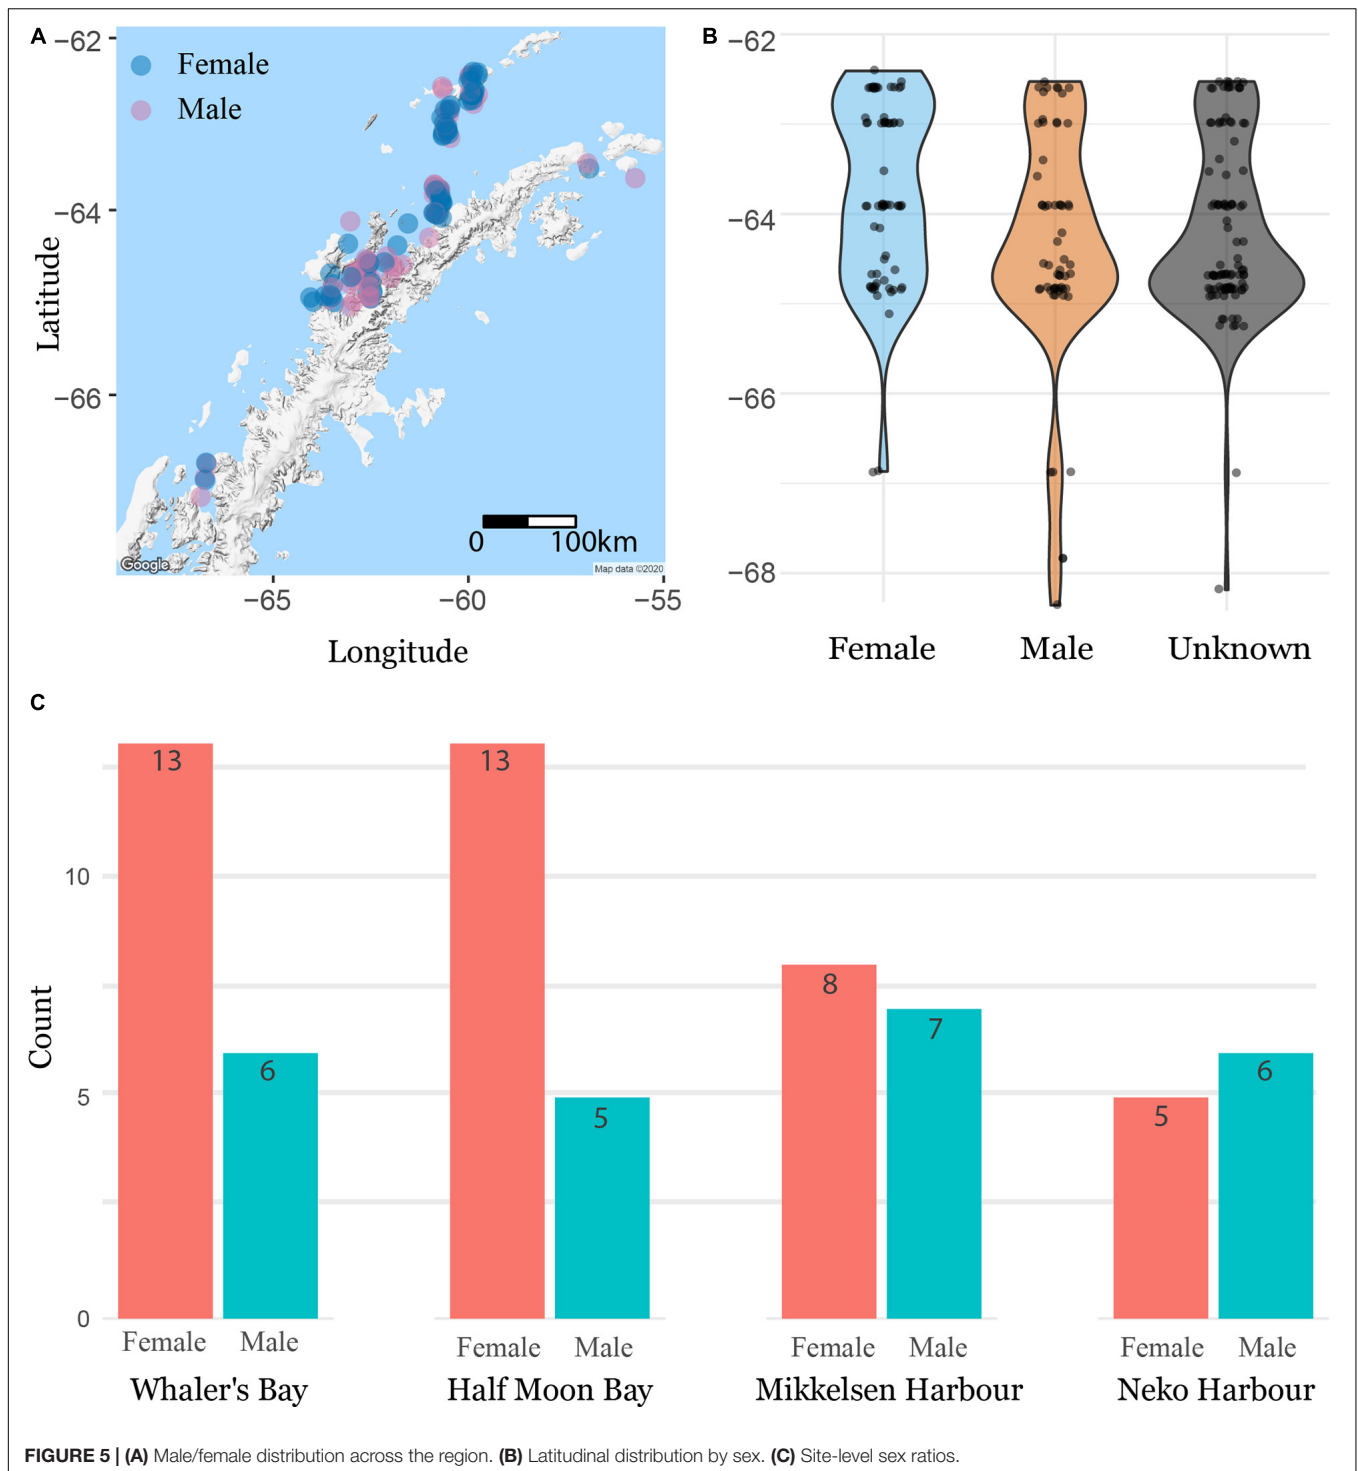 A
−62
−64
−66
Female
Male
Latitude
0 100km
Google
Map data ©2020
−65
−60
−55
Longitude
B
−62
−64
−66
−68
Female
Male
Unknown
C
Count
10
5
0
13
6
13
5
8
7
5
6
Female Male Female Male Female Male Female Male
Whaler's Bay Half Moon Bay Mikkelsen Harbour Neko Harbour
FIGURE 5 | (A) Male/female distribution across the region. (B) Latitudinal distribution by sex. (C) Site-level sex ratios.